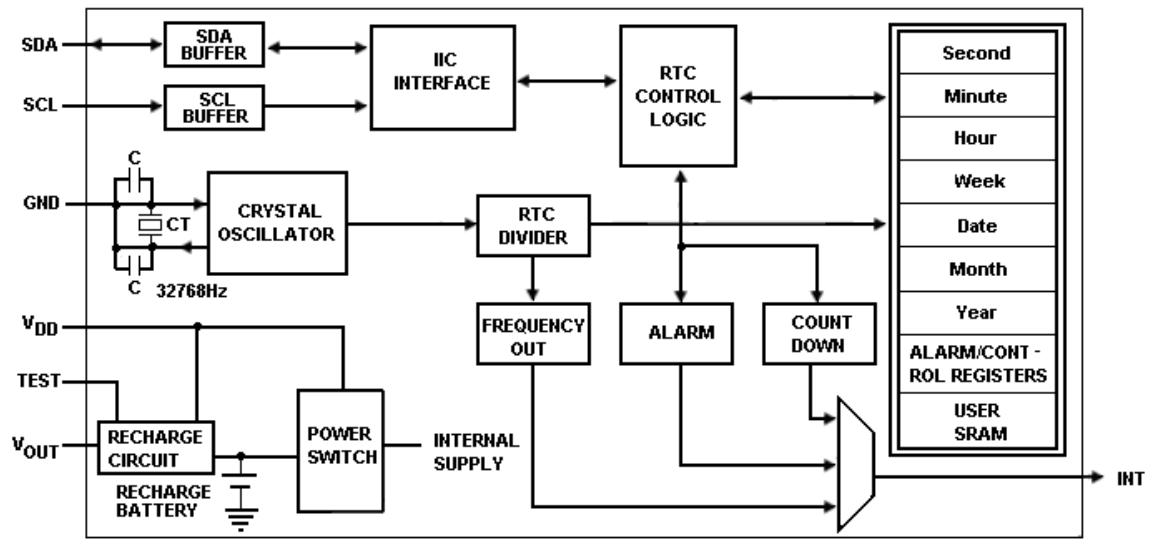 SDA
SDA
BUFFER
IIC
INTERFACE
RTC
CONTROL
LOGIC
SCL
SCL
BUFFER
Second
Minute
Hour
Week
Date
Month
Year
ALARM/CONT -
ROL REGISTERS
USER
SRAM
C
GND
CT
C
32768Hz
CRYSTAL
OSCILLATOR
RTC
DIVIDER
FREQUENCY
OUT
ALARM
COUNT
DOWN
VDD
TEST
VOUT
RECHARGE
CIRCUIT
RECHARGE
BATTERY
POWER
SWITCH
INTERNAL
SUPPLY
INT